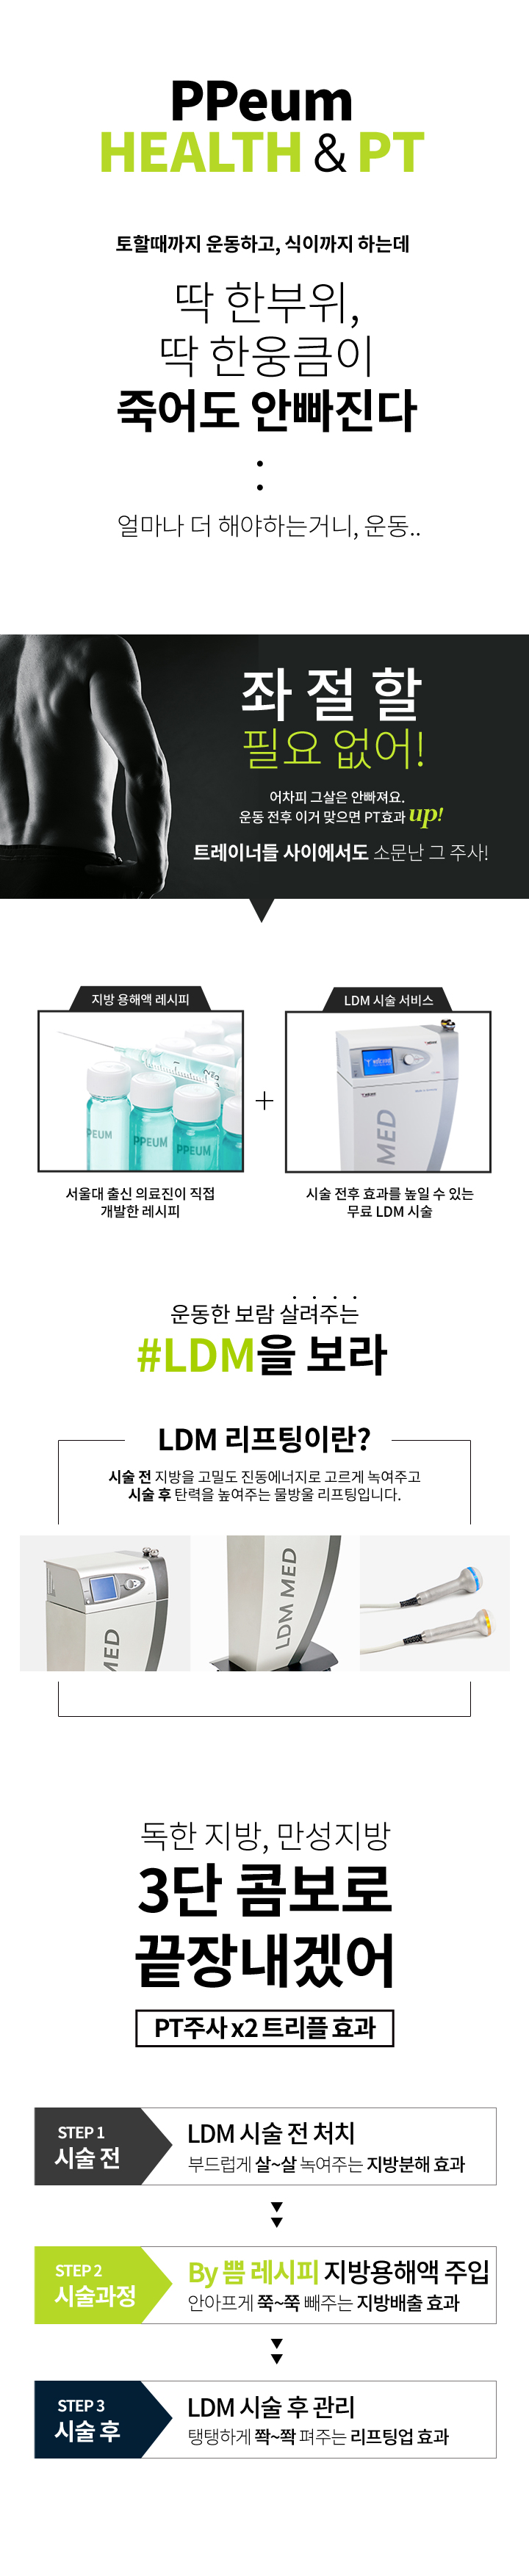 PPeum
HEALTH & PT
토할때까지 운동하고, 식이까지 하는데
딱 한부위,
딱 한웅큼이
죽어도 안빠진다
얼마나 더 해야하는거니, 운동..
좌절할
필요 없어!
어차피 그살은 안빠져요.
운동 전후 이거 맞으면 PT효과 up!
트레이너들 사이에서도 소문난 그 주사!
지방 용해액 레시피
LDM 시술 서비스
PEUM
PPEUM
PPEUM
MED
+
서울대 출신 의료진이 직접
개발한 레시피
시술 전후 효과를 높일 수 있는
무료 LDM 시술
운동한 보람 살려주는
#LDM을 보라
LDM 리프팅이란?
시술 전 지방을 고밀도 진동에너지로 고르게 녹여주고
시술 후 탄력을 높여주는 물방울 리프팅입니다.
MED
LDM MED
독한 지방, 만성지방
3단 콤보로
끝장내겠어
PT주사 x2 트리플 효과
STEP 1
시술 전
LDM 시술 전 처치
부드럽게 살~살 녹여주는 지방분해 효과
STEP 2
시술과정
By 쁨 레시피 지방용해액 주입
안아프게 쭉~쭉 빼주는 지방배출 효과
STEP 3
시술 후
LDM 시술 후 관리
탱탱하게 쫙~쫙 펴주는 리프팅업 효과